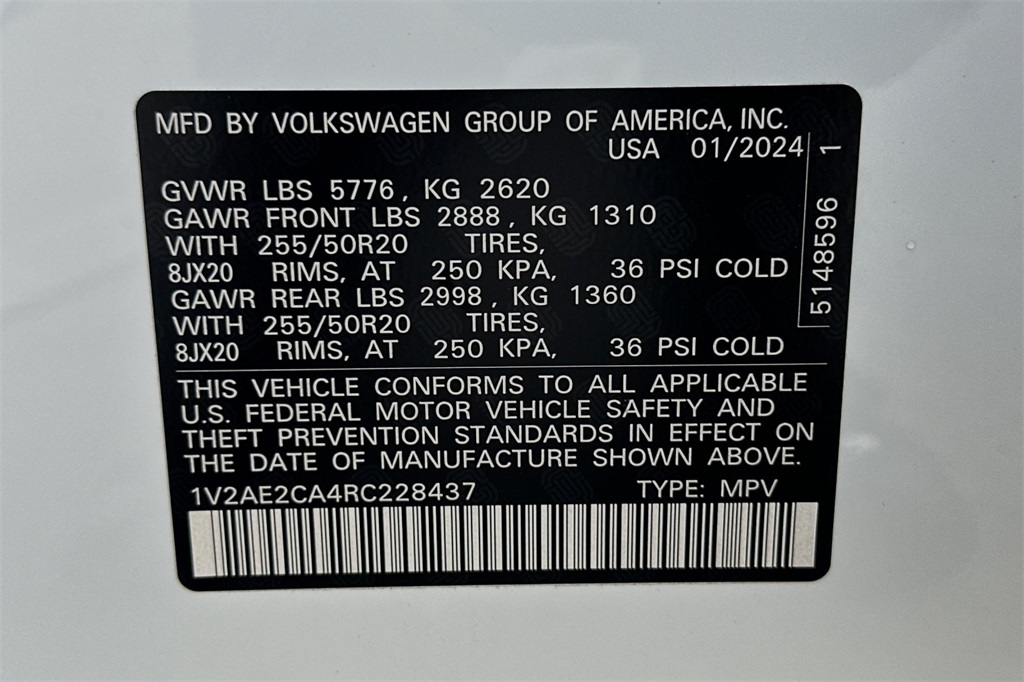 MFD BY VOLKSWAGEN GROUP OF AMERICA, INC.
USA 01/2024
GVWR LBS 5776, KG 2620
GAWR FRONT LBS 2888, KG 1310
WITH 255/50R20 TIRES,
8JX20 RIMS, AT 250 KPA, 36 PSI COLD
GAWR REAR LBS 2998, KG 1360
WITH 255/50R20 TIRES,
8JX20 RIMS, AT 250 KPA, 36 PSI COLD
5148596 1
THIS VEHICLE CONFORMS TO ALL APPLICABLE
U.S. FEDERAL MOTOR VEHICLE SAFETY AND
THEFT PREVENTION STANDARDS IN EFFECT ON
THE DATE OF MANUFACTURE SHOWN ABOVE.
1V2AE2CA4RC228437 TYPE: MPV